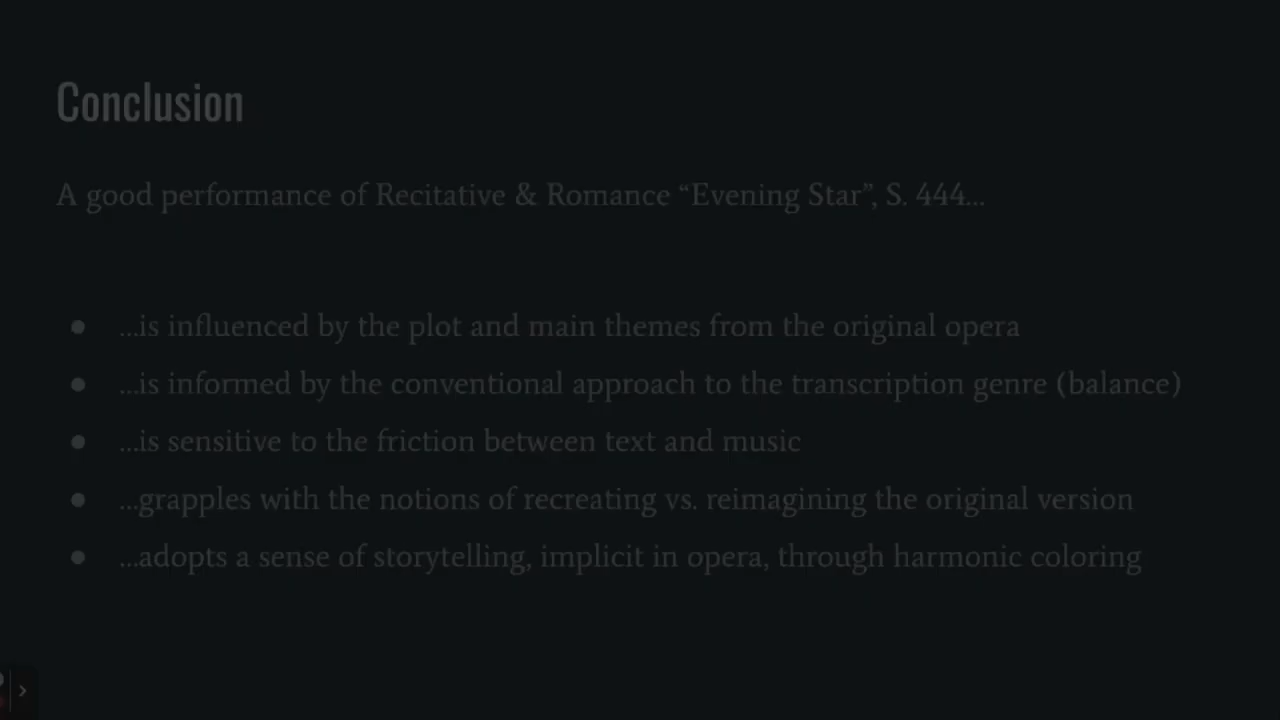 Conclusion
A good performance of Recitative & Romance “Evening Star”, S. 444...
● ...is influenced by the plot and main themes from the original opera
● ...is informed by the conventional approach to the transcription genre (balance)
● ...is sensitive to the friction between text and music
● ...grapples with the notions of recreating vs. reimagining the original version
● ...adopts a sense of storytelling, implicit in opera, through harmonic coloring